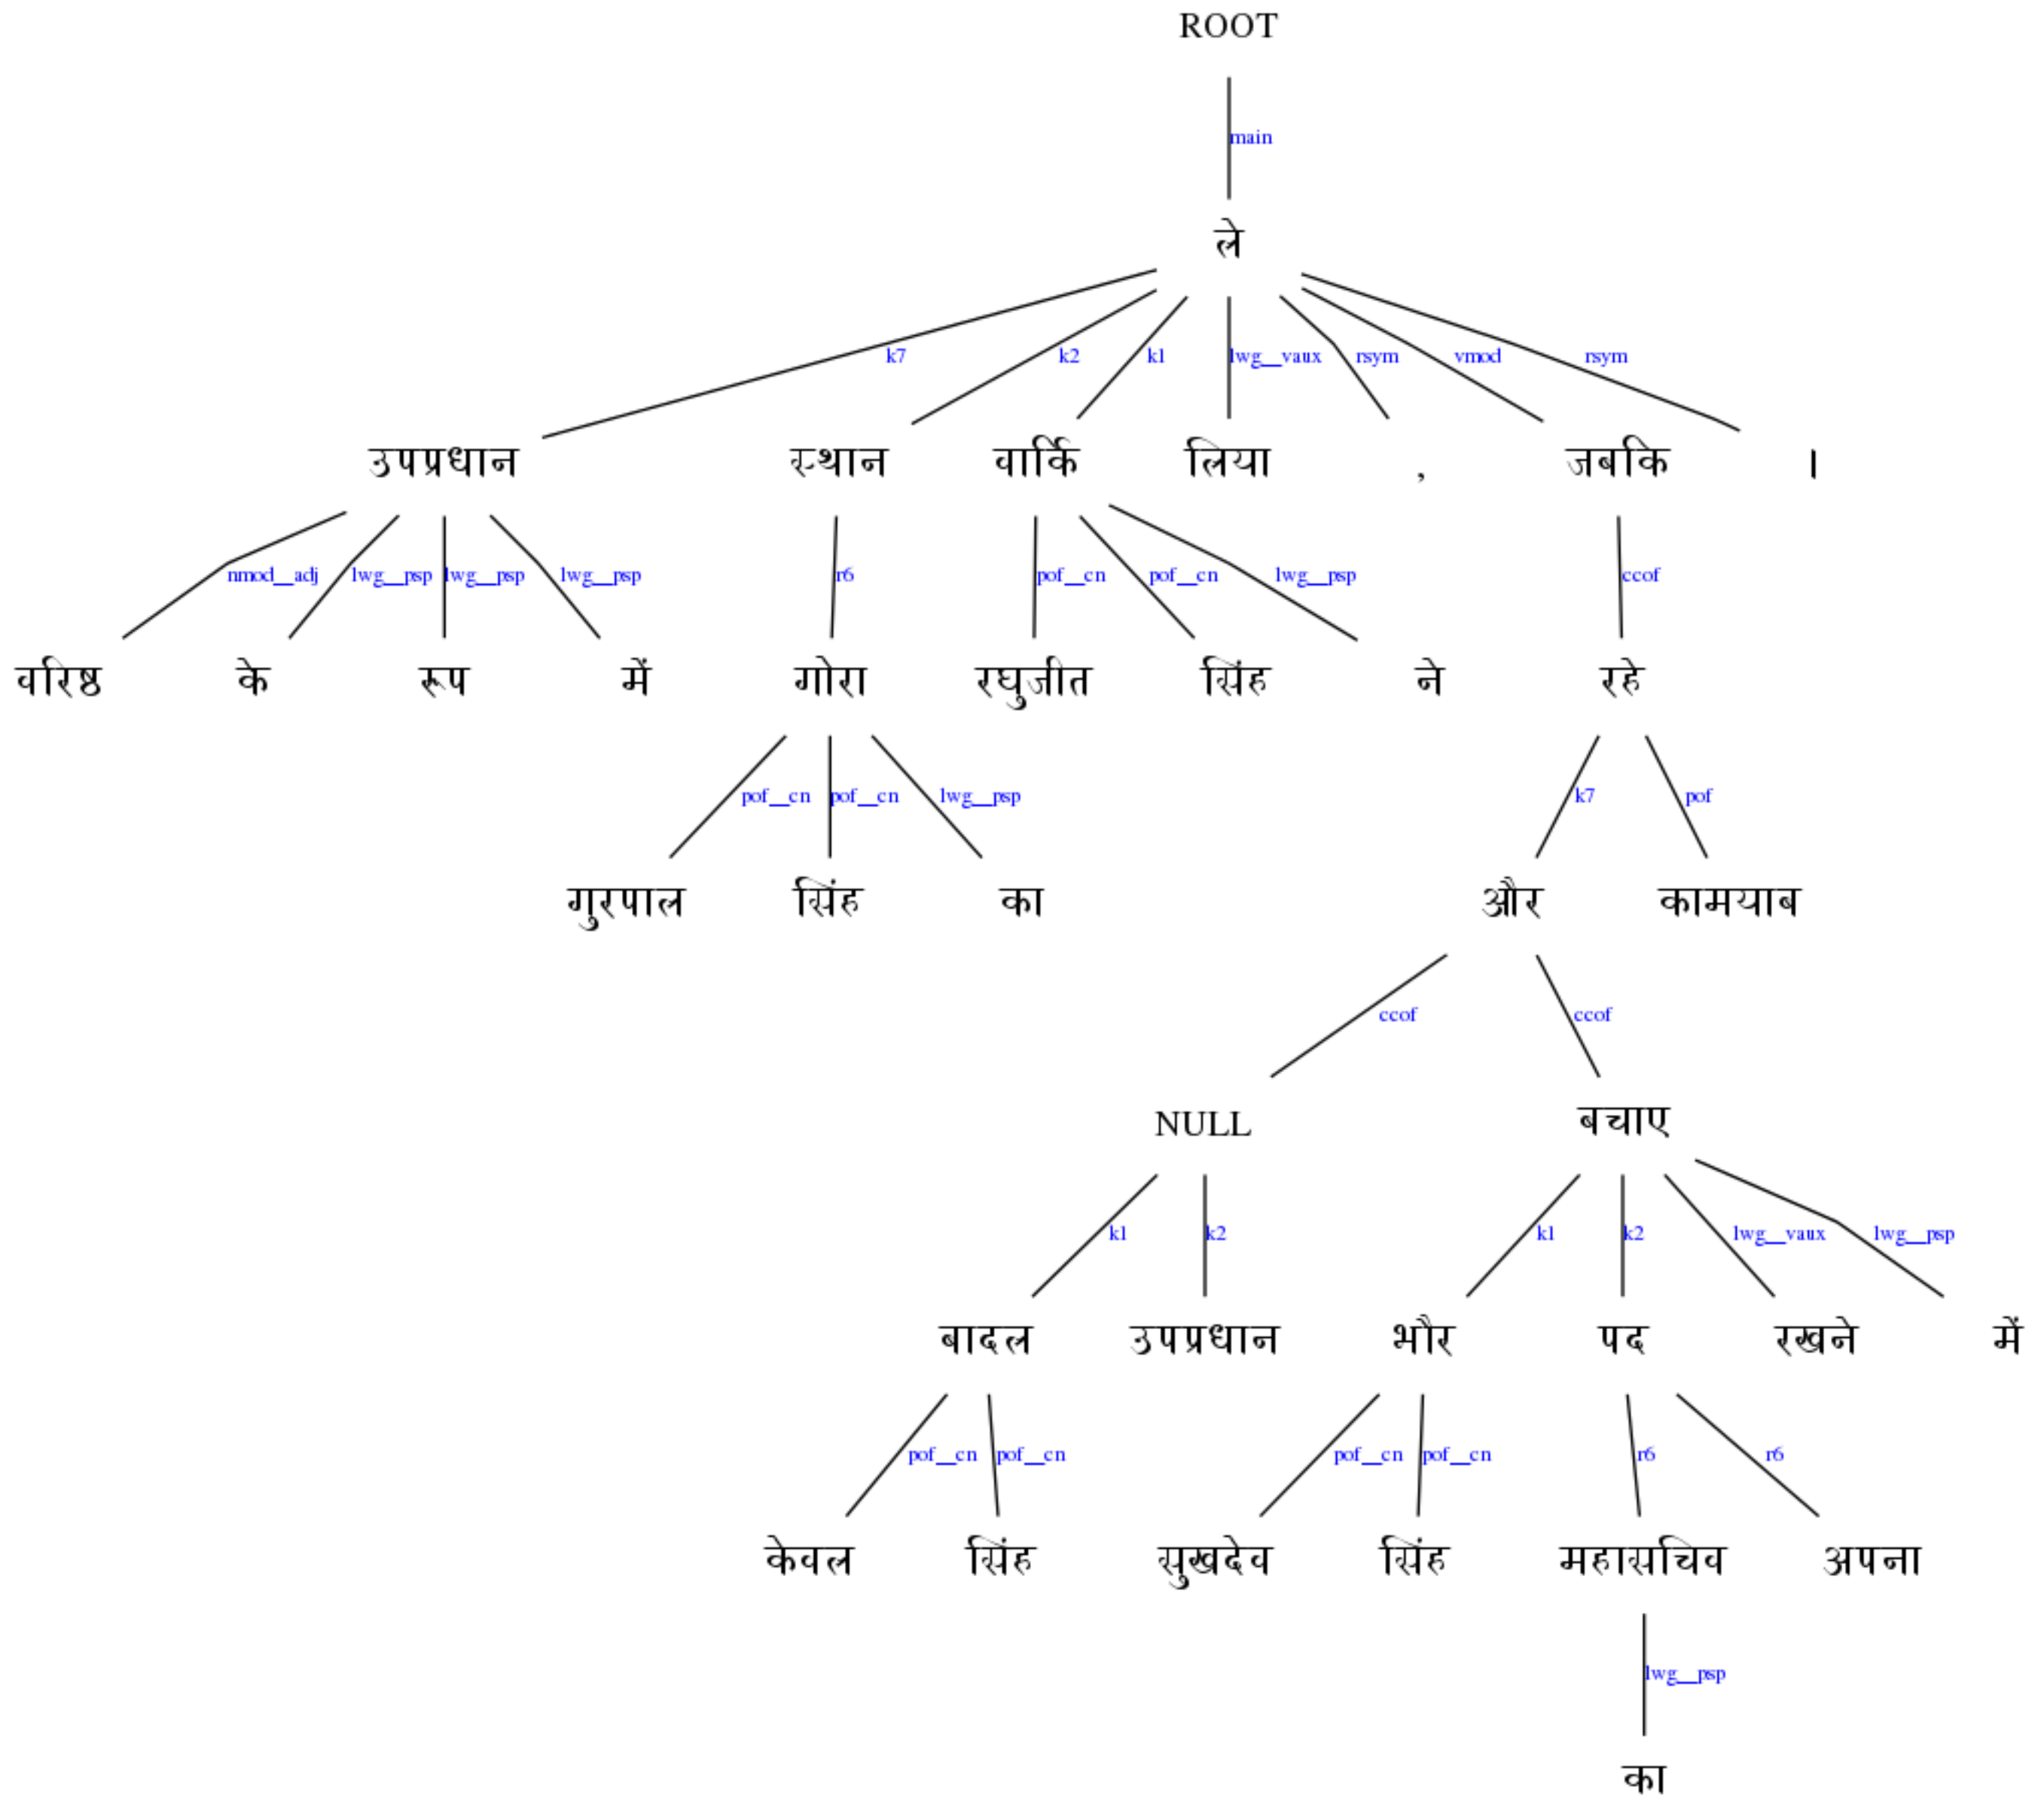 ROOT
main
ले
k7 k2 k1 lwg__vaux rsym vmod rsym
उपप्रधान स्थान वार्कि लिया , जबकि ।
nmod__adj lwg__psp lwg__psp lwg__psp r6 pof__cn pof__cn lwg__psp ccof
वरिष्ठ के रूप में गोरा रघुजीत सिंह ने रहे
pof__cn pof__cn lwg__psp k7 pof
गुरपाल सिंह का और कामयाब
ccof ccof
NULL बचाए
k1 k2 k1 k2 lwg__vaux lwg__psp
बादल उपप्रधान भौर पद रखने में
pof__cn pof__cn pof__cn pof__cn r6 r6
केवल सिंह सुखदेव सिंह महासचिव अपना
lwg__psp
का